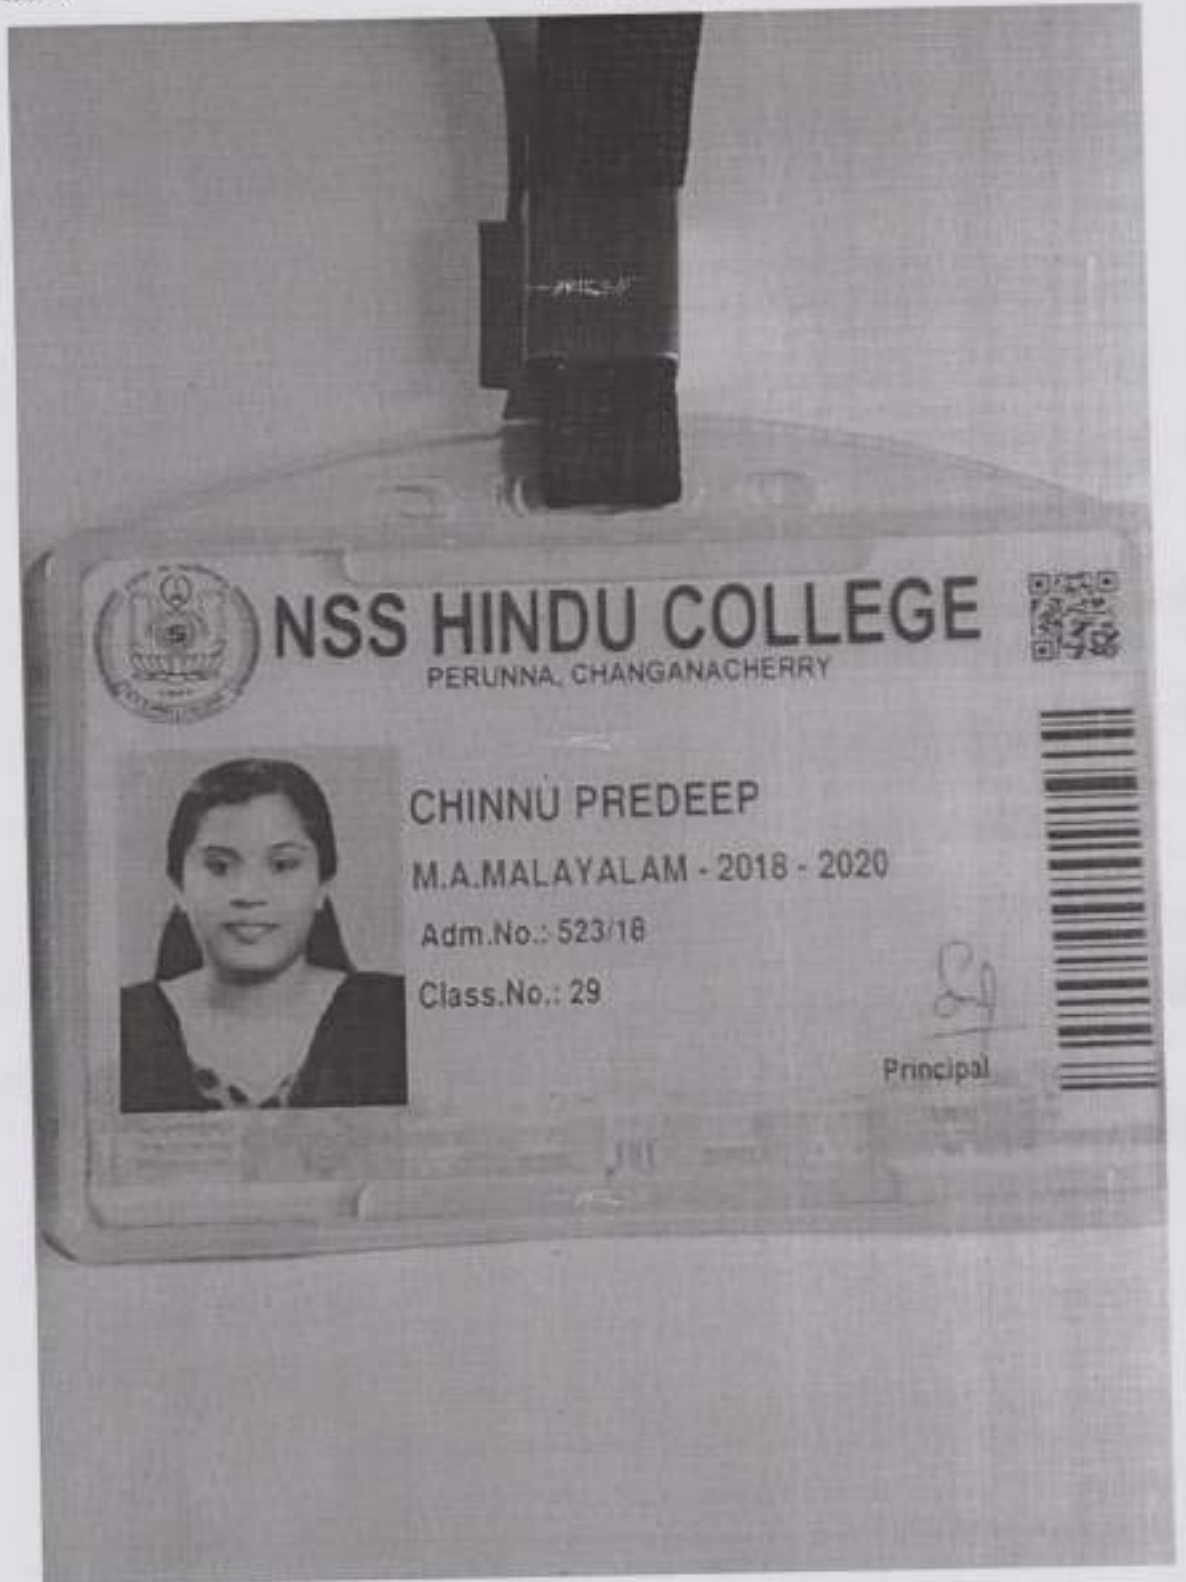 NSS HINDU COLLEGE
PERUNNA, CHANGANACHERRY
CHINNU PREDEEP
M.A.MALAYALAM - 2018 - 2020
Adm.No.: 523/18
Class.No.: 29
Principal